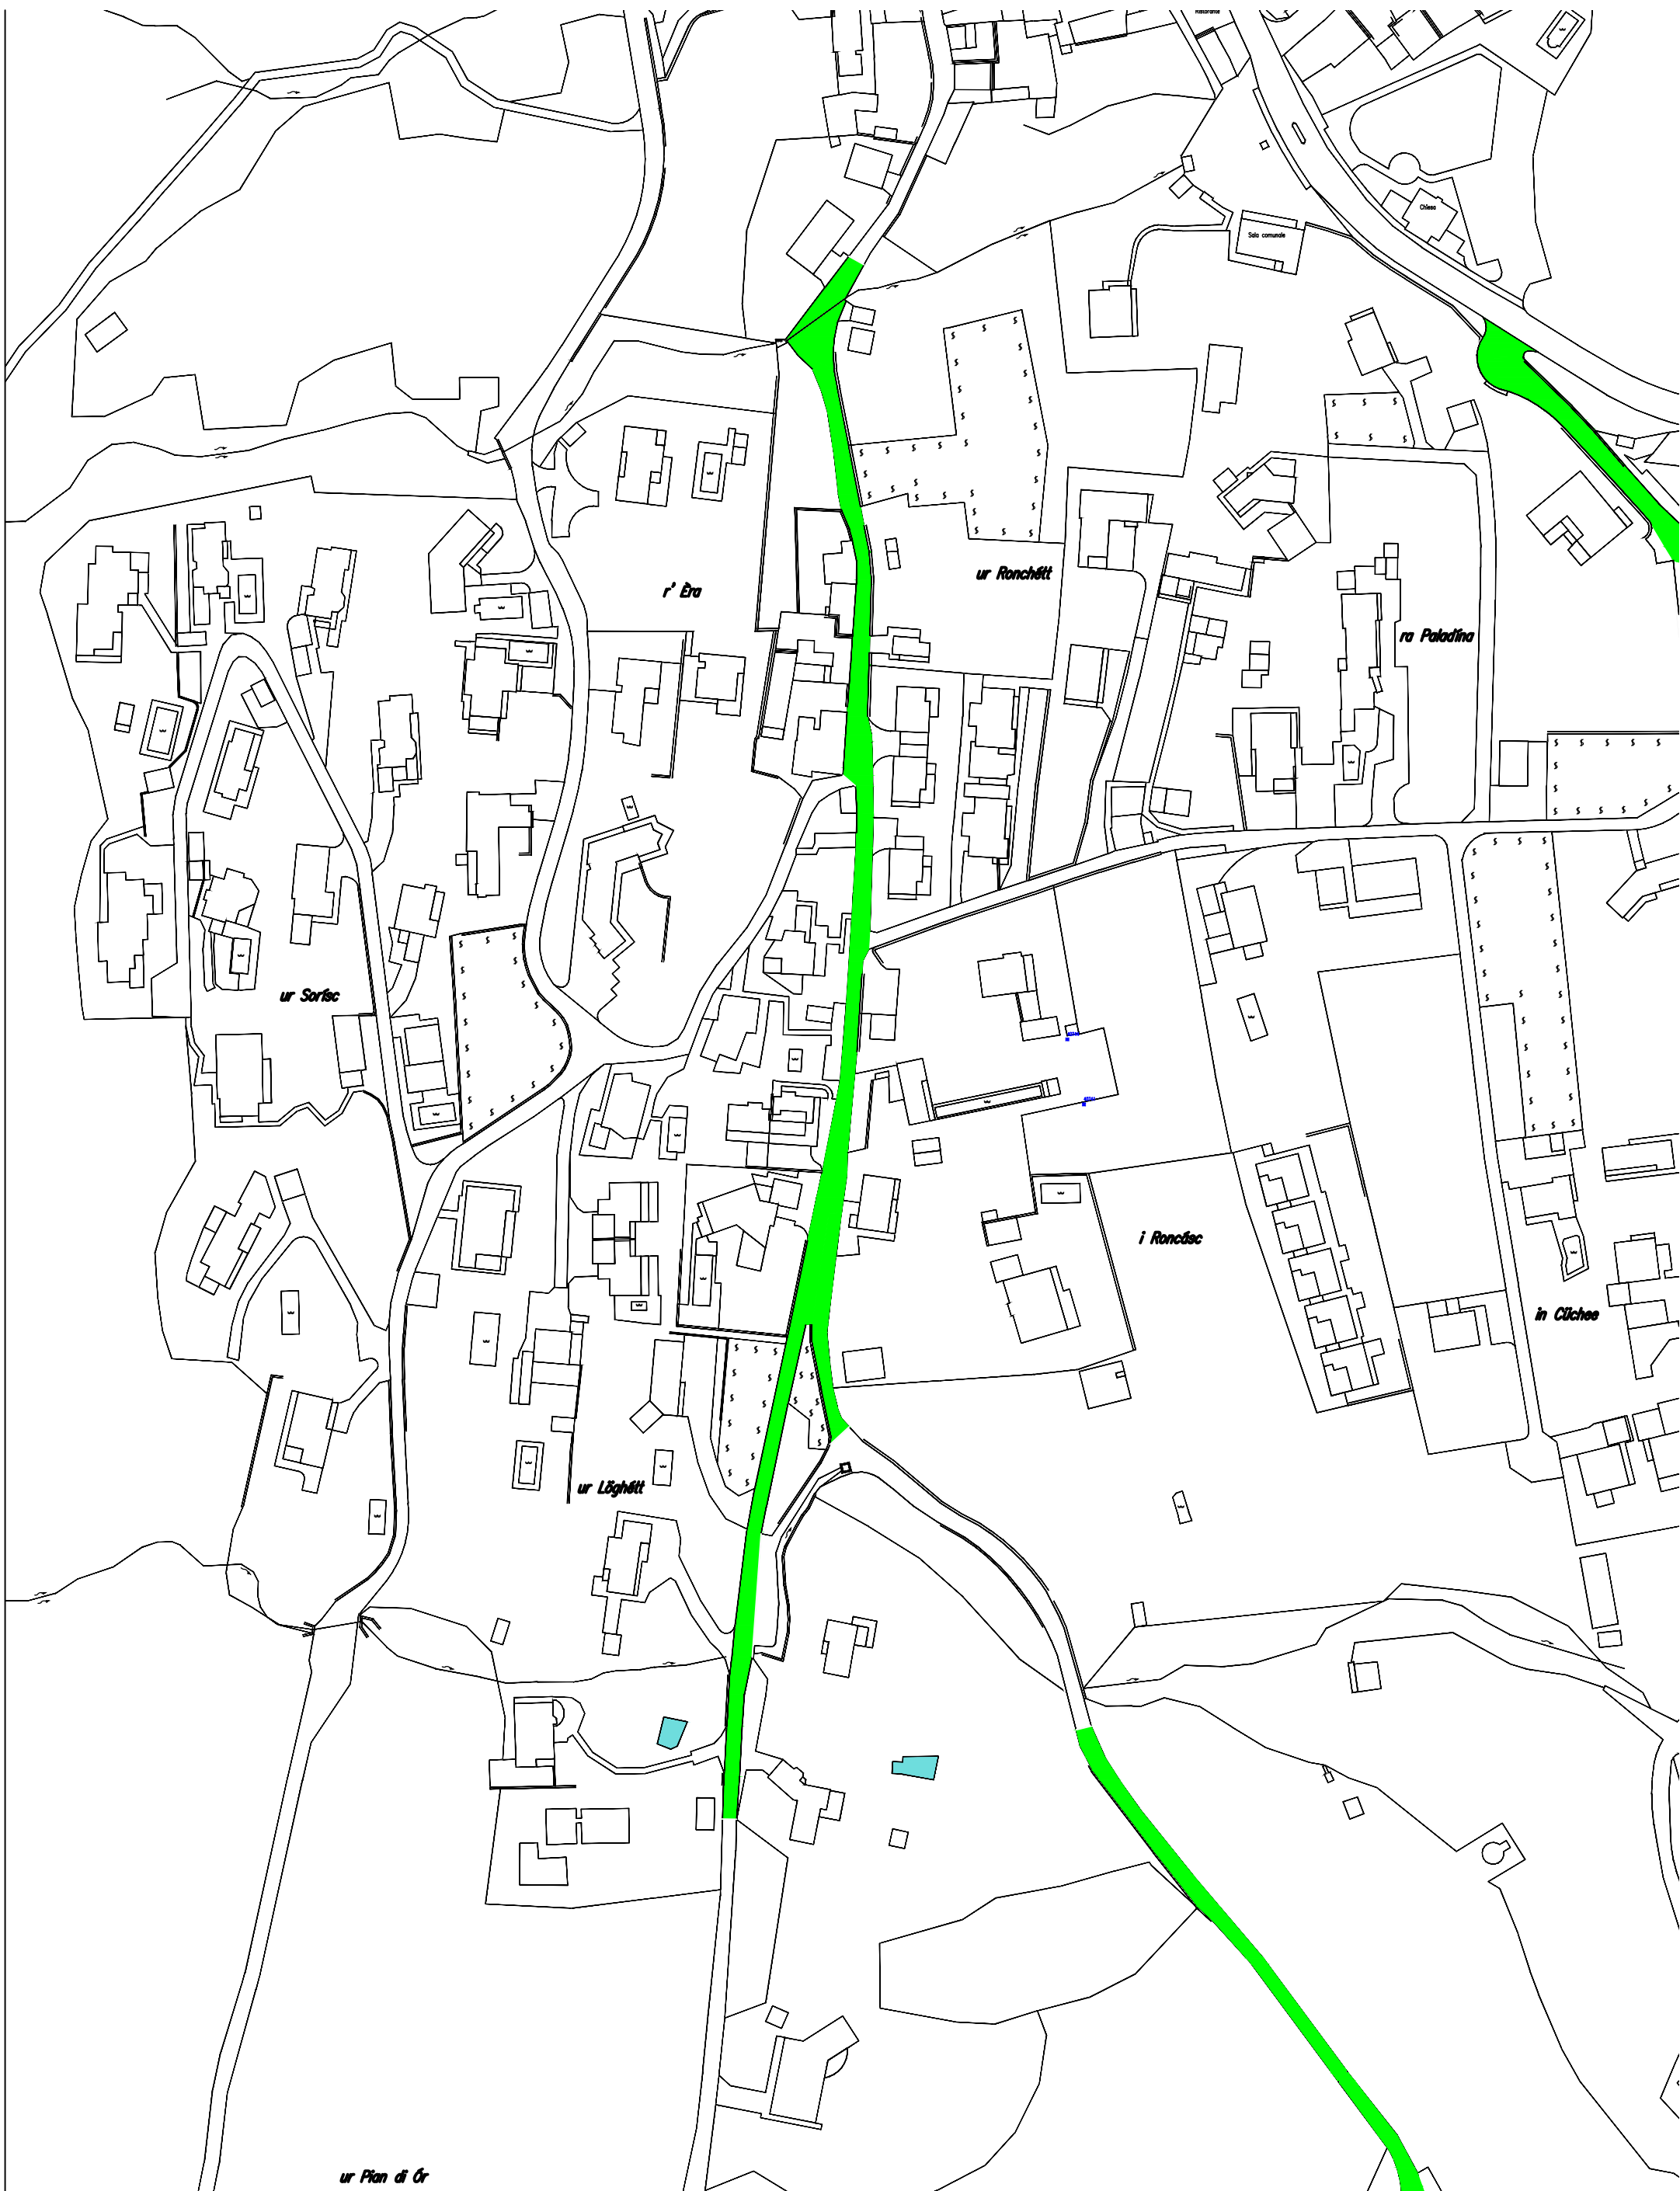 Ristorante
Chiesa
Sala comunale
r' Èra
ur Ronchétt
ra Paladína
ur Sorísc
i Roncásc
in Cüchee
ur Löghétt
ur Pian di Ór